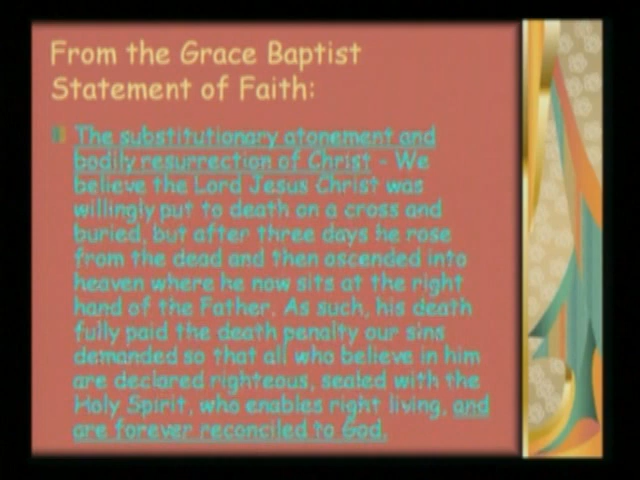 From the Grace Baptist
Statement of Faith:
The substitutionary atonement and
bodily resurrection of Christ - We
believe the Lord Jesus Christ was
willingly put to death on a cross and
buried, but after three days he rose
from the dead and then ascended into
heaven where he now sits at the right
hand of the Father. As such, his death
fully paid the death penalty our sins
demanded so that all who believe in him
are declared righteous, sealed with the
Holy Spirit, who enables right living, and
are forever reconciled to God.